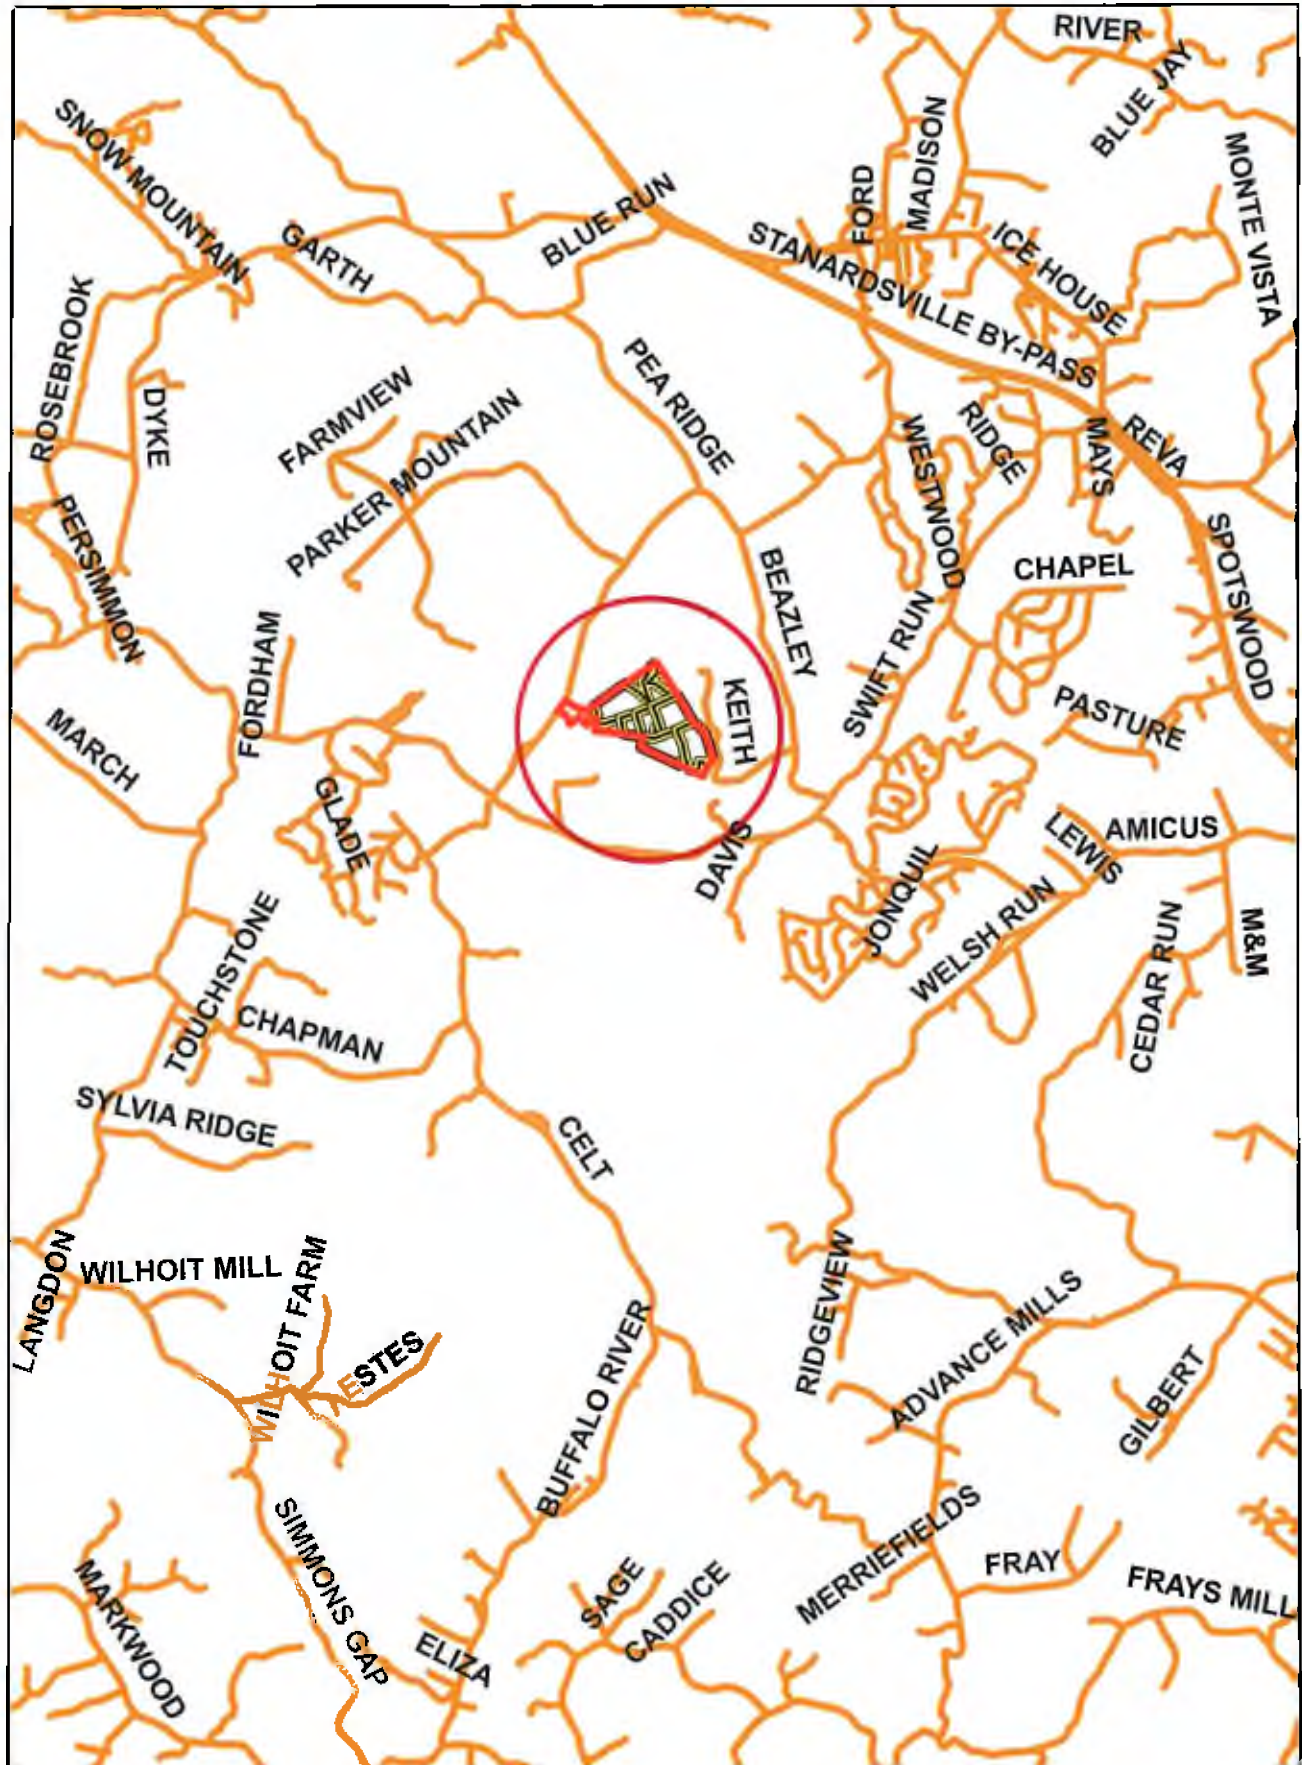 RIVER
BLUE JAY
SNOW MOUNTAIN
MADISON
MONTE VISTA
FORD
BLUE RUN
GARTH
STANARDSVILLE BY-PASS
ICE HOUSE
ROSEBROOK
PEA RIDGE
FARMVIEW
DYKE
PARKER MOUNTAIN
RIDGE
WESTWOOD
MAYS
REVA
PERSIMMON
SPOTSWOOD
CHAPEL
BEAZLEY
SWIFT RUN
FORDHAM
KEITH
PASTURE
MARCH
GLADE
DAVIS
LEWIS
AMICUS
JONQUIL
WELSH RUN
CEDAR RUN
M&M
TOUCHSTONE
CHAPMAN
SYLVIA RIDGE
CELT
LANGDON
WILHOIT MILL
WILHOIT FARM
ESTES
RIDGEVIEW
ADVANCE MILLS
BUFFALO RIVER
GILBERT
SIMMONS GAP
MERRIEFIELDS
FRAY
FRAYS MILL
MARKWOOD
SAGE
CADDICE
ELIZA